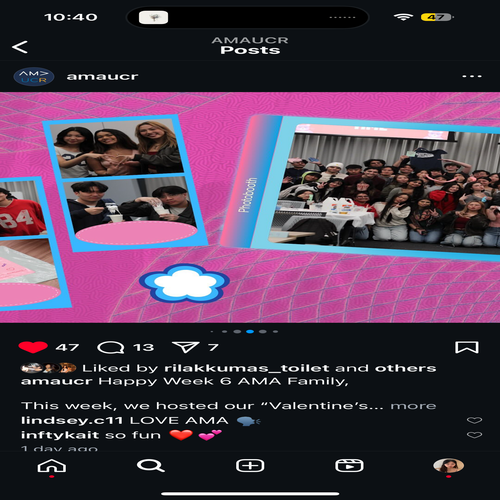 10:40
47
AMAUCR
Posts
AMA
UCR
amaucr
84
Photobooth
47
13
7
Liked by rilakkumas_toilet and others
amaucr Happy Week 6 AMA Family,
This week, we hosted our “Valentine’s... more
lindsey.c11 LOVE AMA 🗣️
inftykait so fun ❤️ 💕
1 day ago